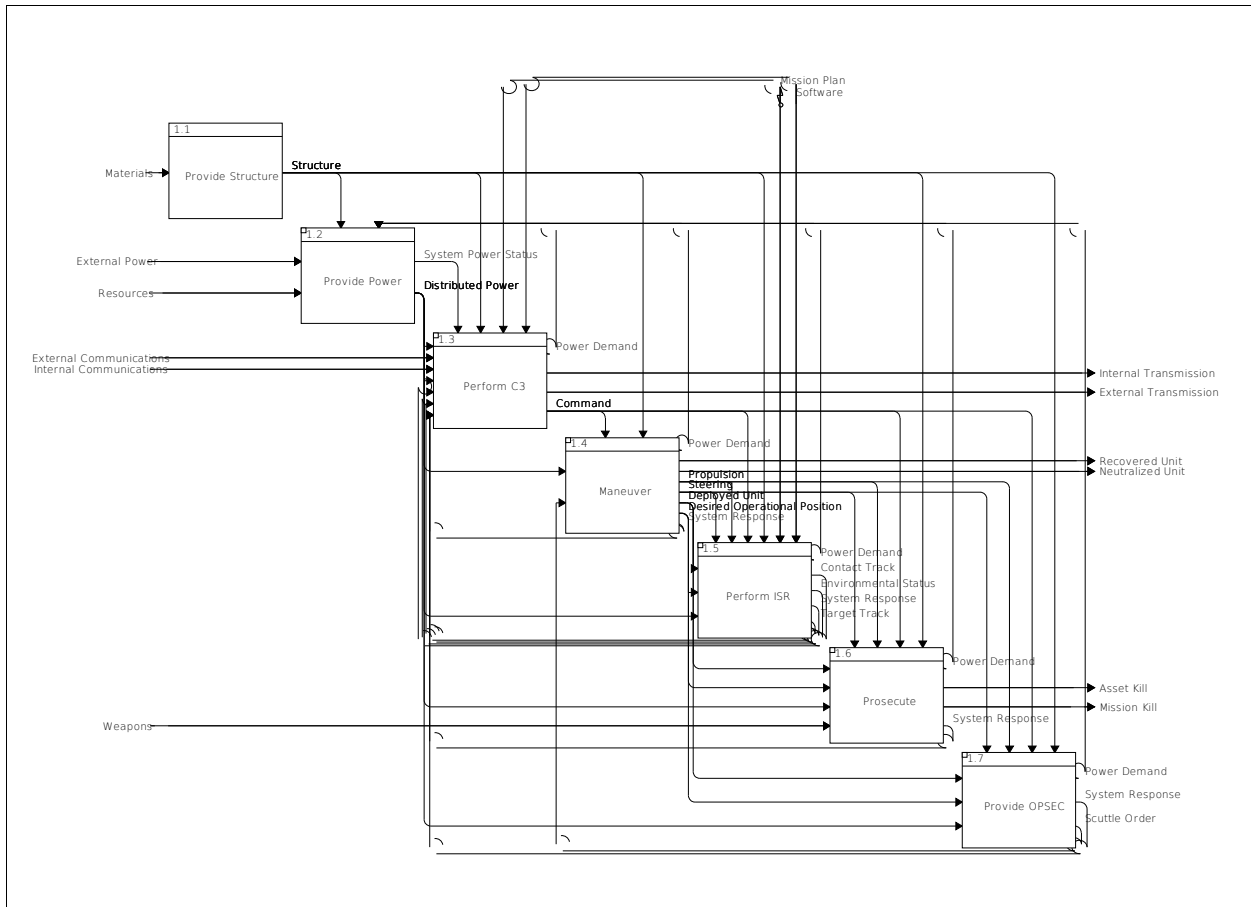 Mission Plan
Software
1.1
Materials
Provide Structure
Structure
1.2
External Power
Resources
Provide Power
System Power Status
Distributed Power
1.3
External Communications
Internal Communications
Perform C3
Power Demand
Internal Transmission
External Transmission
Command
1.4
Maneuver
Power Demand
Recovered Unit
Neutralized Unit
Propulsion
Steering
Deployed Unit
Desired Operational Position
System Response
1.5
Perform ISR
Power Demand
Contact Track
Environmental Status
System Response
Target Track
1.6
Weapons
Prosecute
Power Demand
Asset Kill
Mission Kill
System Response
1.7
Provide OPSEC
Power Demand
System Response
Scuttle Order